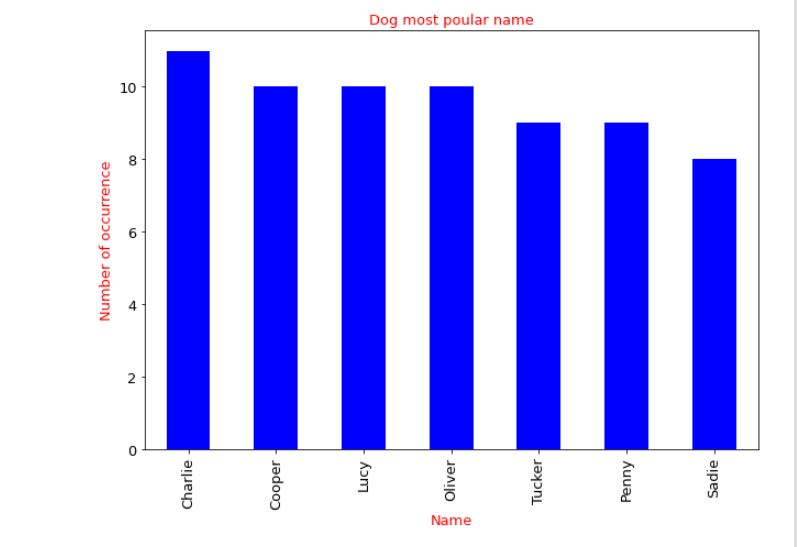 Dog most poular name
Number of occurrence
10
8
6
4
2
0
Charlie
Cooper
Lucy
Oliver
Tucker
Penny
Sadie
Name